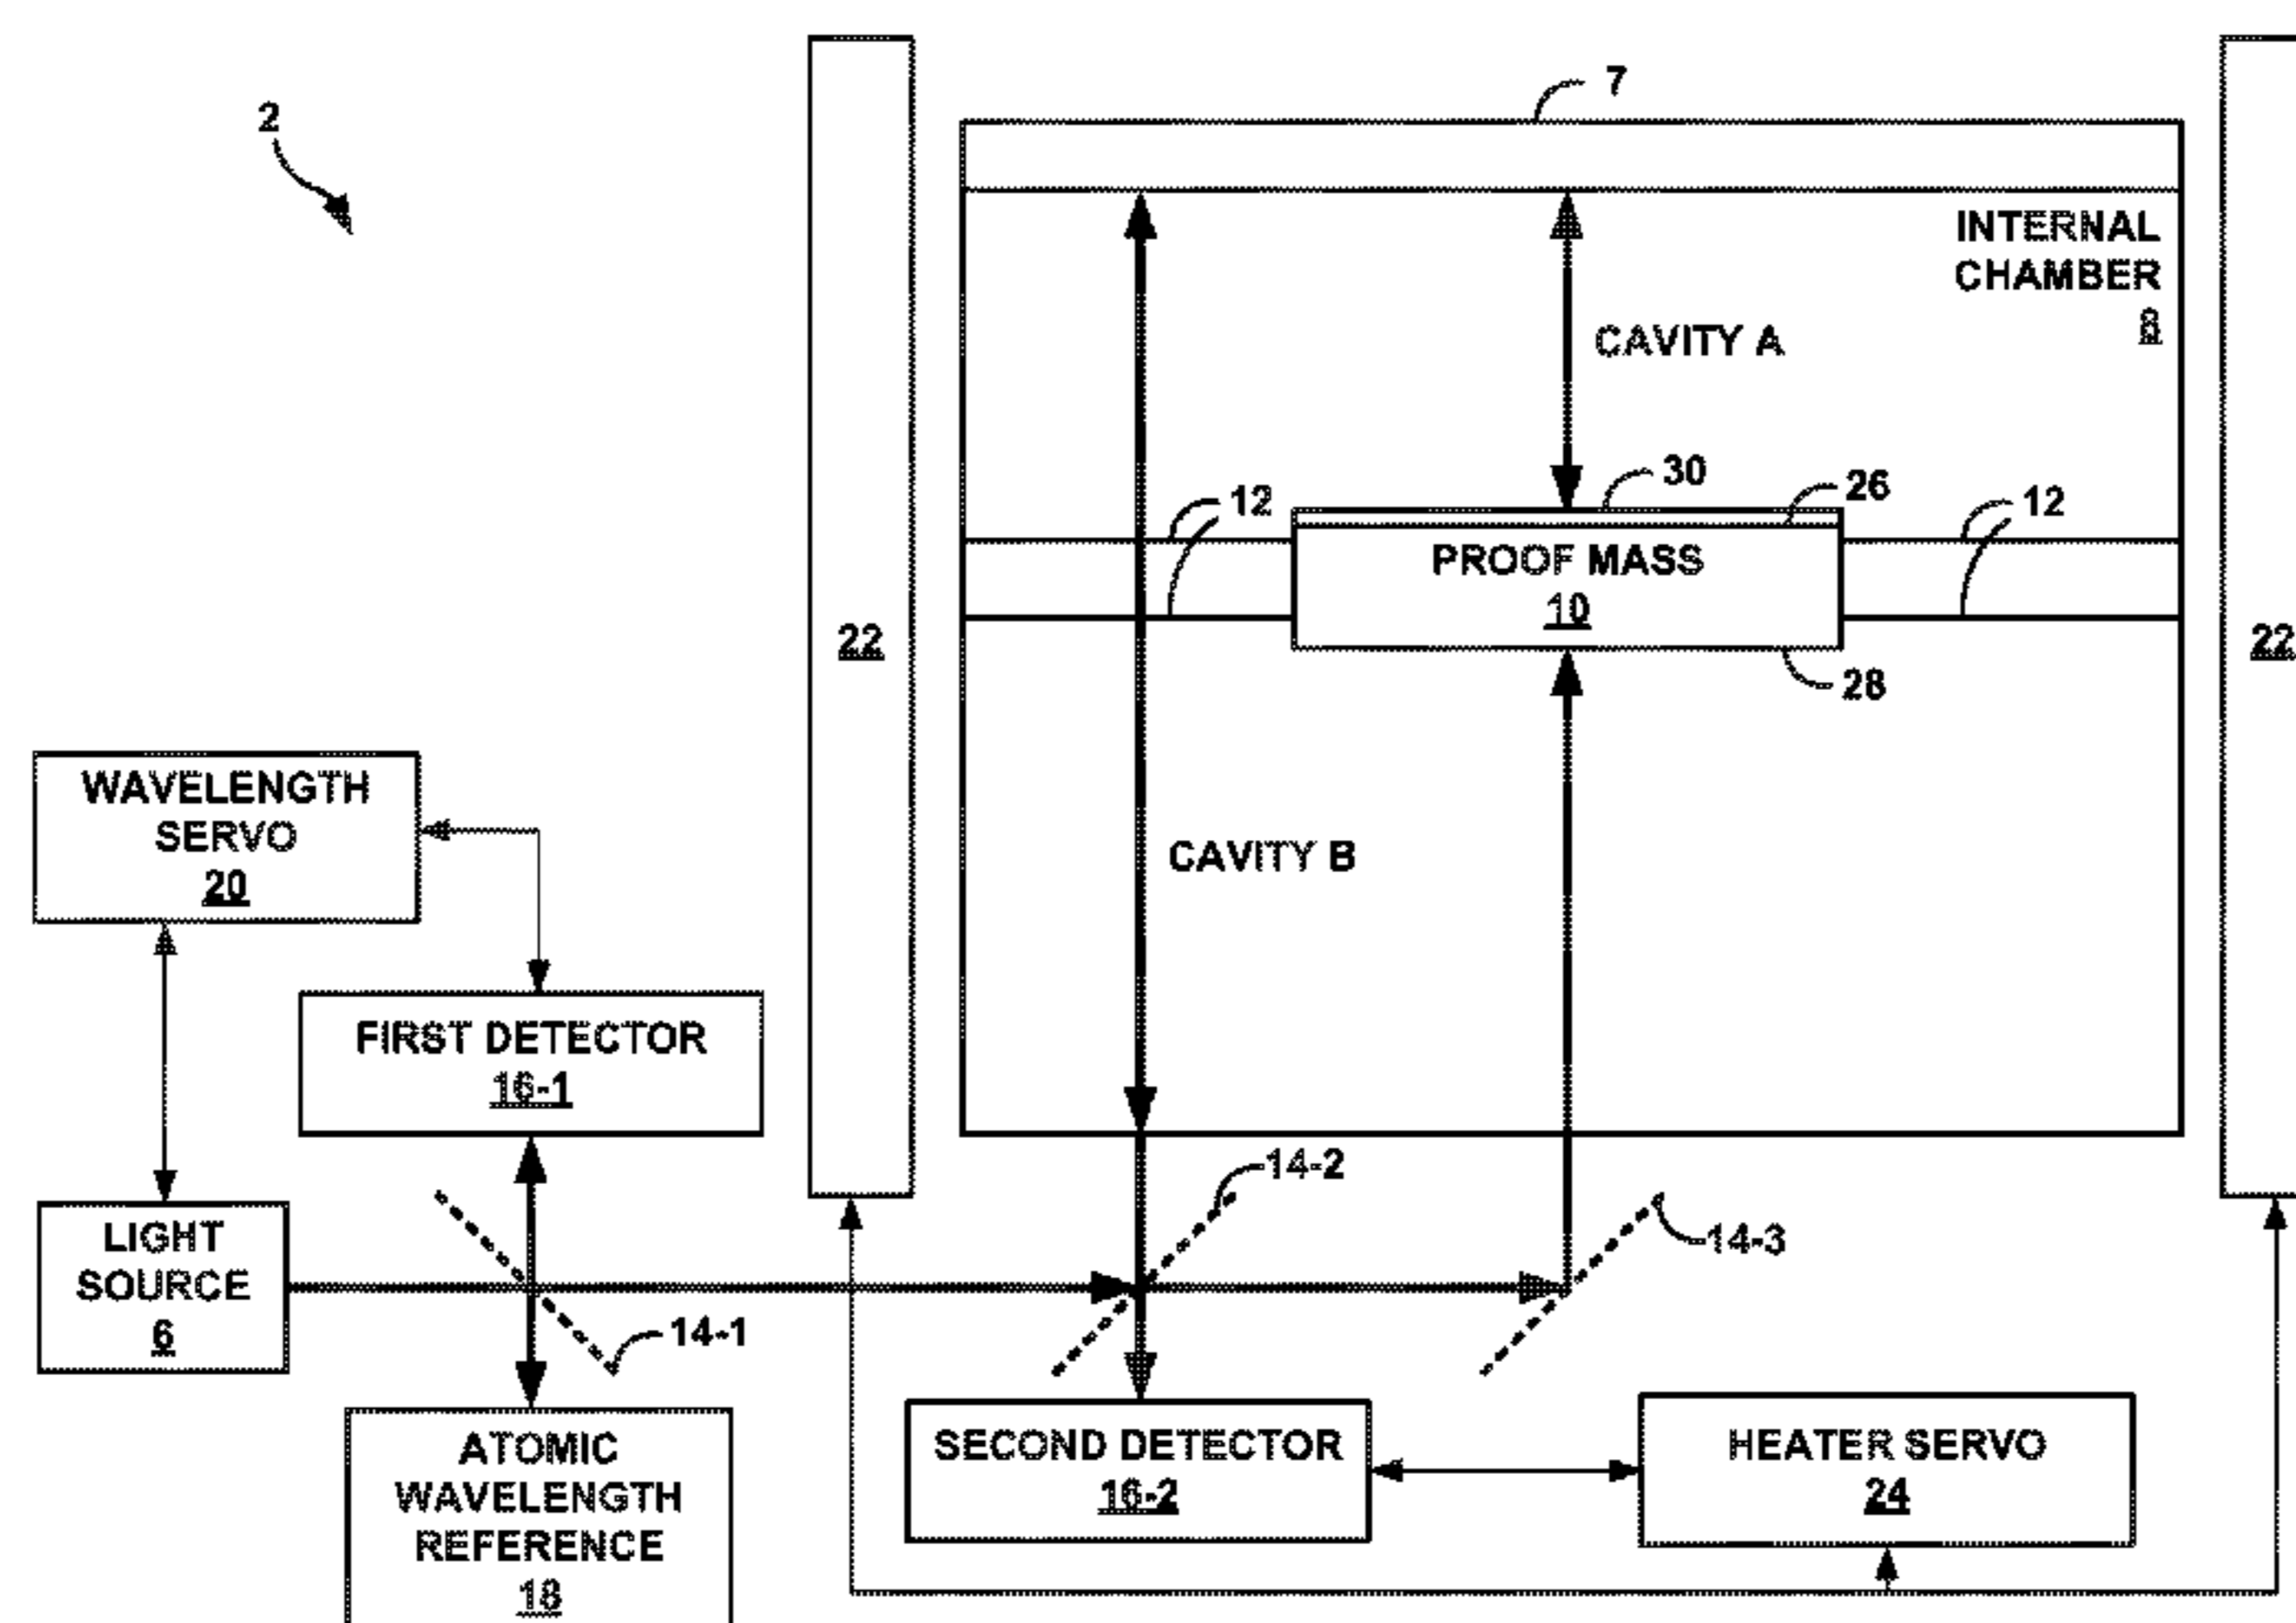 2
7
INTERNAL
CHAMBER
8
CAVITY A
30
26
12
12
PROOF MASS
10
22
22
28
WAVELENGTH
SERVO
20
CAVITY B
FIRST DETECTOR
16-1
14-2
LIGHT
SOURCE
6
14-3
14-1
ATOMIC
WAVELENGTH
REFERENCE
18
SECOND DETECTOR
16-2
HEATER SERVO
24